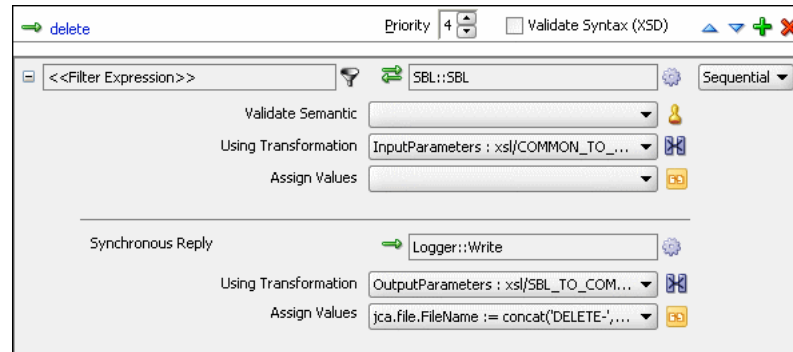 delete Priority 4 Validate Syntax (XSD)
<<Filter Expression>> SBL::SBL Sequential
Validate Semantic
Using Transformation InputParameters : xsl/COMMON_TO_...
Assign Values
Synchronous Reply Logger::Write
Using Transformation OutputParameters : xsl/SBL_TO_COM...
Assign Values jca.file.FileName := concat('DELETE-',...